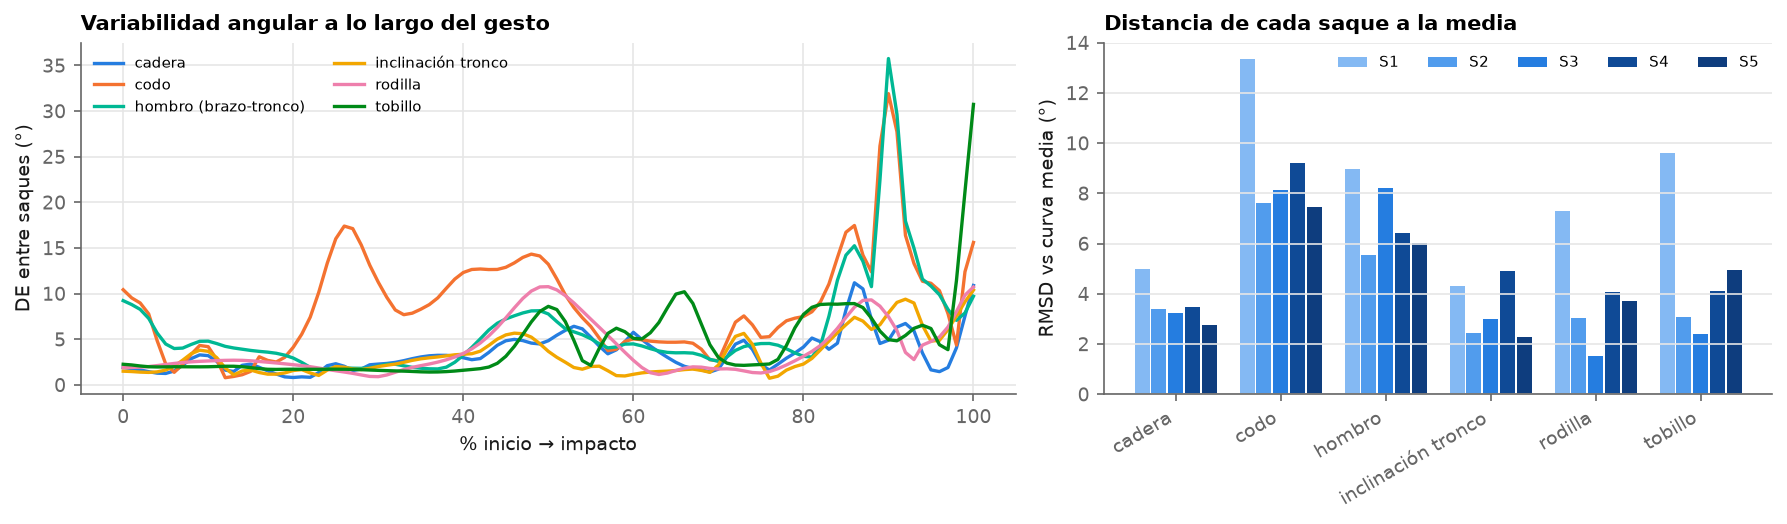 Variabilidad angular a lo largo del gesto
DE entre saques (°)
35
30
25
20
15
10
5
0
cadera
codo
hombro (brazo-tronco)
inclinación tronco
rodilla
tobillo
0 20 40 60 80 100
% inicio → impacto
Distancia de cada saque a la media
RMSD vs curva media (°)
14
12
10
8
6
4
2
0
S1 S2 S3 S4 S5
cadera
codo
hombro
inclinación tronco
rodilla
tobillo